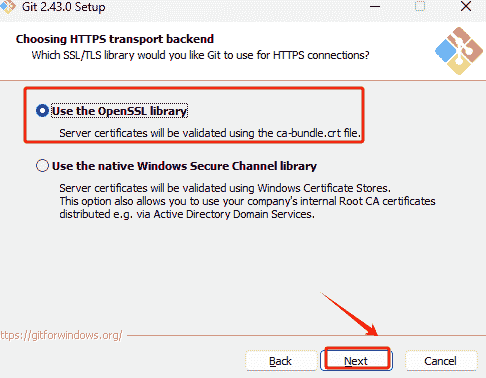 Git 2.43.0 Setup
Choosing HTTPS transport backend
Which SSL/TLS library would you like Git to use for HTTPS connections?
Use the OpenSSL library
Server certificates will be validated using the ca-bundle.crt file.
Use the native Windows Secure Channel library
Server certificates will be validated using Windows Certificate Stores.
This option also allows you to use your company's internal Root CA certificates
distributed e.g. via Active Directory Domain Services.
ttps://gitforwindows.org/
Back
Next
Cancel